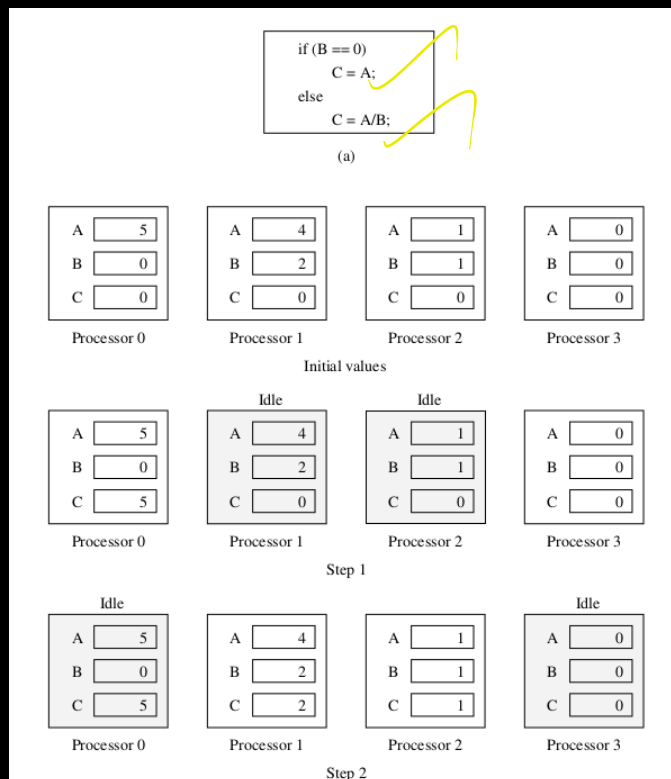 if (B == 0)
C = A;
else
C = A/B;
(a)
A 5 A 4 A 1 A 0
B 0 B 2 B 1 B 0
C 0 C 0 C 0 C 0
Processor 0 Processor 1 Processor 2 Processor 3
Initial values
Idle Idle
A 5 A 4 A 1 A 0
B 0 B 2 B 1 B 0
C 5 C 0 C 0 C 0
Processor 0 Processor 1 Processor 2 Processor 3
Step 1
Idle Idle
A 5 A 4 A 1 A 0
B 0 B 2 B 1 B 0
C 5 C 2 C 1 C 0
Processor 0 Processor 1 Processor 2 Processor 3
Step 2